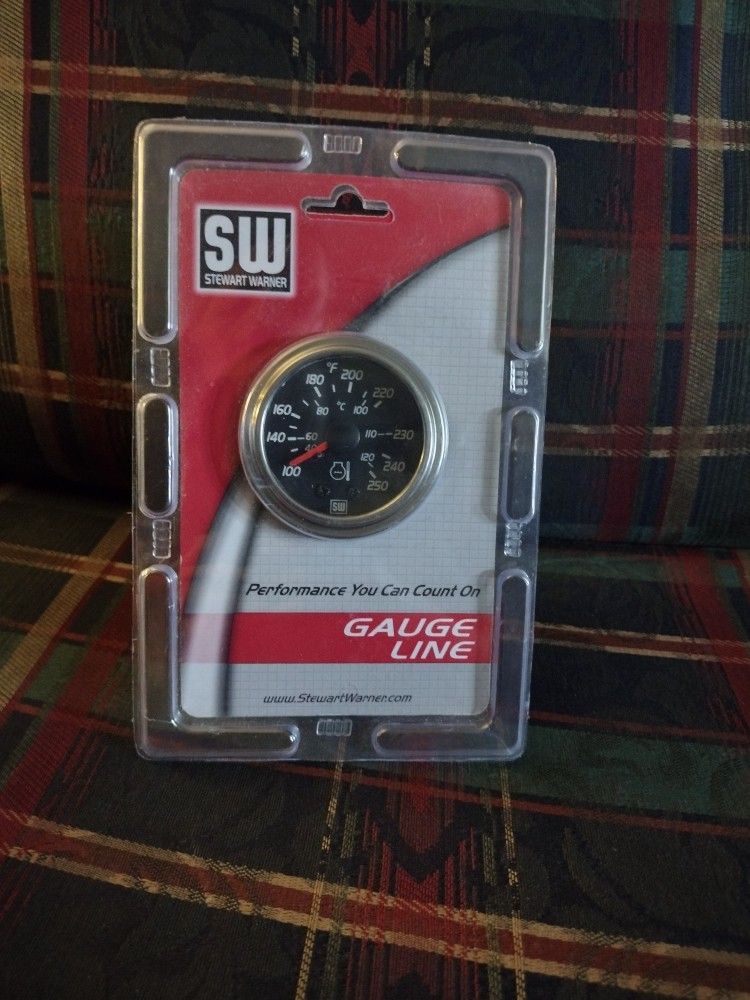 SW
STEWART WARNER
°F
200
180
220
80
°C
100
160
140
60
110
230
40
120
240
100
250
SW
Performance You Can Count On
GAUGE
LINE
www.StewartWarner.com